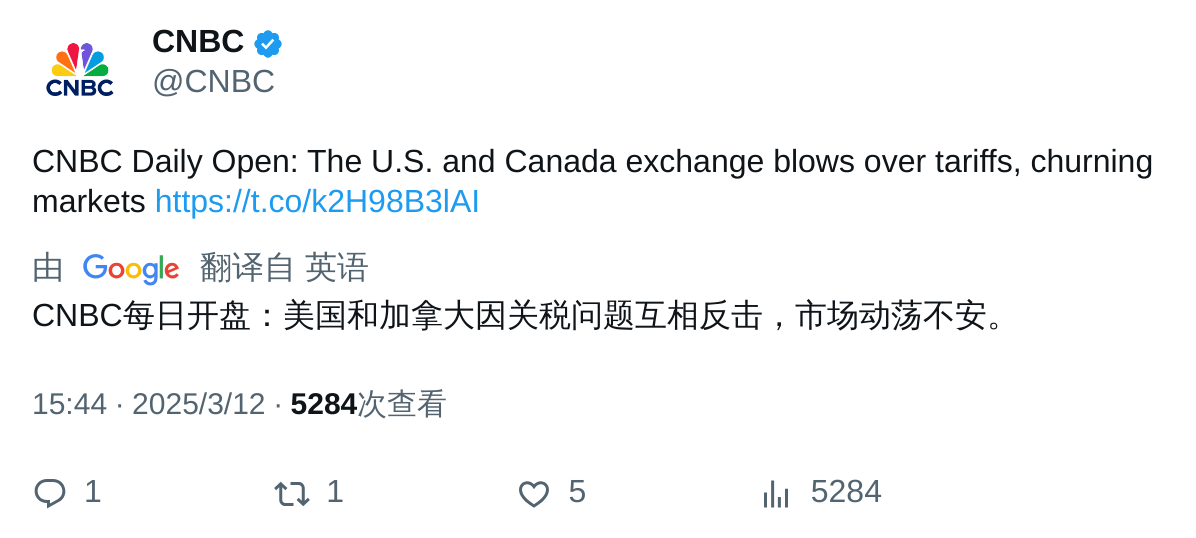 CNBC
CNBC
@CNBC
CNBC Daily Open: The U.S. and Canada exchange blows over tariffs, churning
markets https://t.co/k2H98B3lAI
由 Google 翻译自 英语
CNBC每日开盘：美国和加拿大因关税问题互相反击，市场动荡不安。
15:44 · 2025/3/12 · 5284次查看
1 1 5 5284